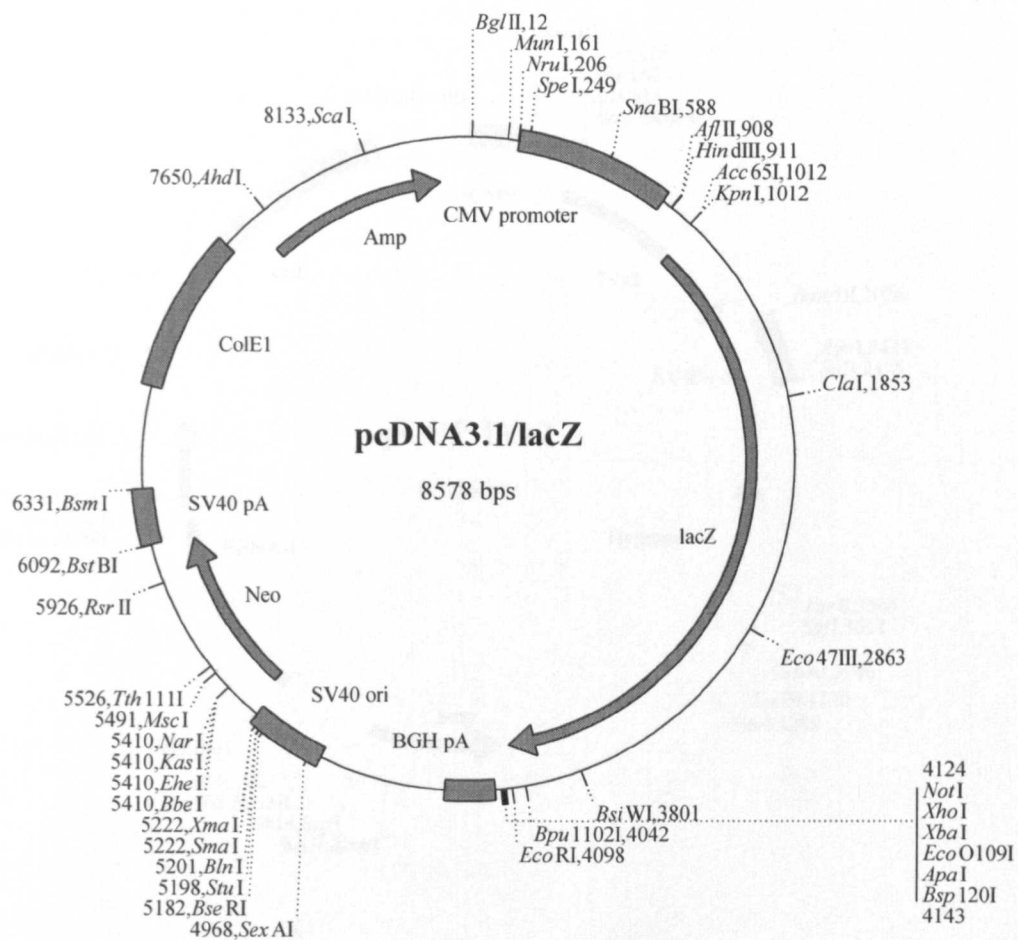 BglII,12
MunI,161
NruI,206
SpeI,249
SnaBI,588
AflII,908
HindIII,911
Acc65I,1012
KpnI,1012
8133,ScaI
7650,AhdI
CMV promoter
Amp
ColE1
ClaI,1853
pcDNA3.1/lacZ
8578 bps
6331,BsmI
SV40 pA
lacZ
6092,BstBI
5926,RsrII
Neo
Eco47III,2863
5526,Tth111I
5491,MscI
5410,NarI
5410,KasI
5410,EheI
5410,BbeI
5222,XmaI
5222,SmaI
5201,BlnI
5198,StuI
5182,BseRI
4968,SexAI
SV40 ori
BGH pA
BsiWI,3801
Bpu1102I,4042
EcoRI,4098
4124
NotI
XhoI
XbaI
EcoO109I
ApaI
Bsp120I
4143